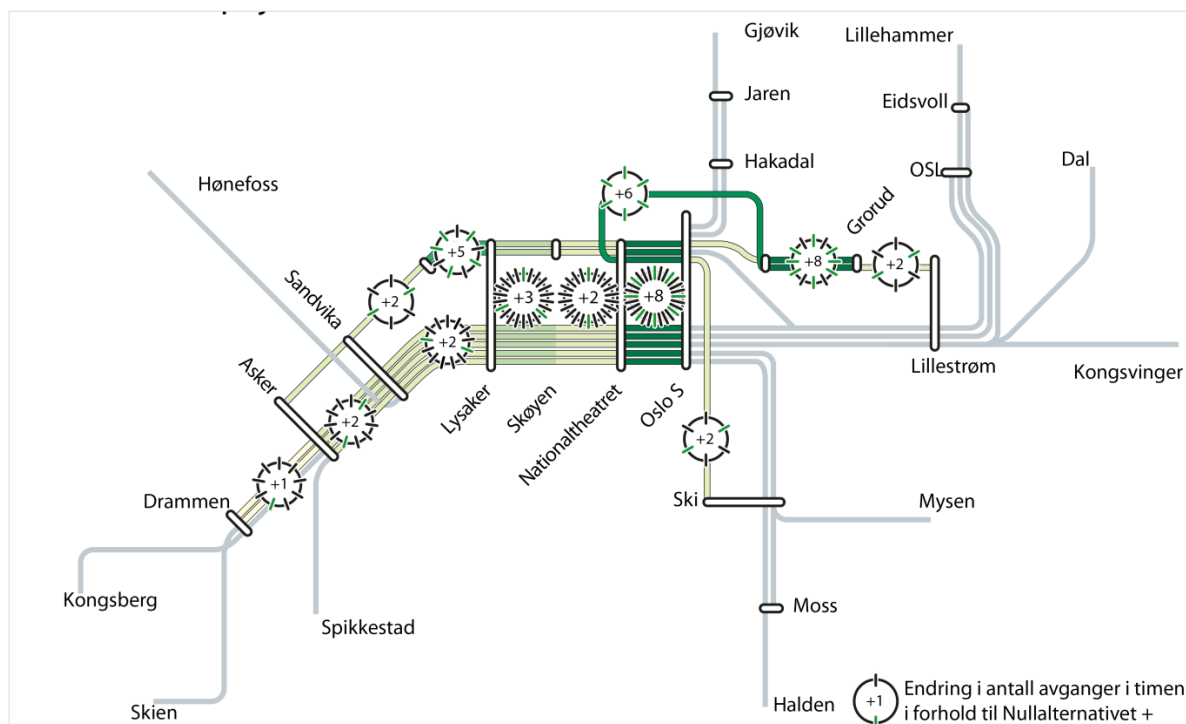 Gjøvik
Lillehammer
Jaren
Eidsvoll
Hakadal
OSL
Dal
Hønefoss
+6
Grorud
+5
+8
+2
+2
Sandvika
+3
+2
+8
+2
Asker
Lysaker
Skøyen
Nationaltheatret
Oslo S
Lillestrøm
Kongsvinger
+2
+2
+1
Drammen
Ski
Mysen
Kongsberg
Spikkestad
Moss
Skien
Halden
+1
Endring i antall avganger i timen
i forhold til Nullalternativet +